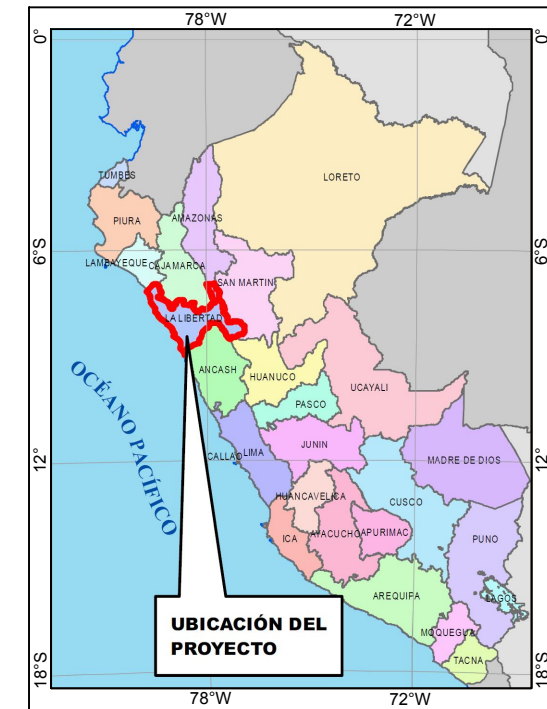 78°W 72°W
0° 0°
TUMBES
LORETO
PIURA
AMAZONAS
6°S 6°S
LAMBAYEQUE CAJAMARCA
SAN MARTIN
LA LIBERTAD
ANCASH
HUANUCO
UCAYALI
PASCO
OCÉANO PACÍFICO
JUNIN
CALLAO LIMA
MADRE DE DIOS
12° 12°
HUANCAVELICA
CUSCO
ICA
AYACUCHO APURIMAC
PUNO
AREQUIPA
LAGOS
UBICACIÓN DEL
PROYECTO
MOQUEGUA
TACNA
18°S 18°S
78°W 72°W